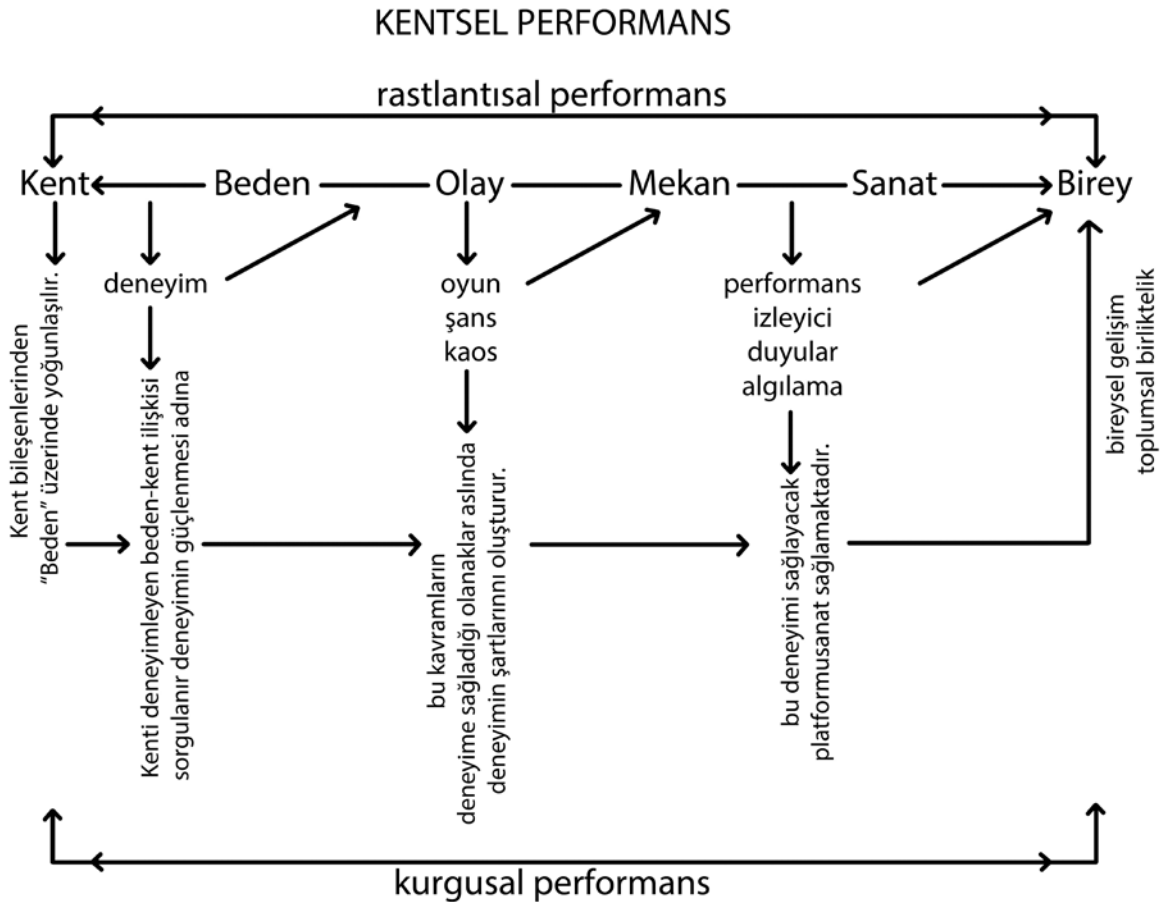 KENTSEL PERFORMANS
rastlantısal performans
Kent
Beden
Olay
Mekan
Sanat
Birey
deneyim
oyun
şans
kaos
performans
izleyici
duyular
algılama
Kent bileşenlerinden
"Beden" üzerinde yoğunlaşılır.
Kenti deneyimleyen beden-kent ilişkisi
sorgulanır deneyimin güçlenmesi adına
bu kavramların
deneyime sağladığı olanaklar aslında
deneyimin şartlarınnı oluşturur.
bu deneyimi sağlayacak
platformusanat sağlamaktadır.
bireysel gelişim
toplumsal birliktelik
kurgusal performans